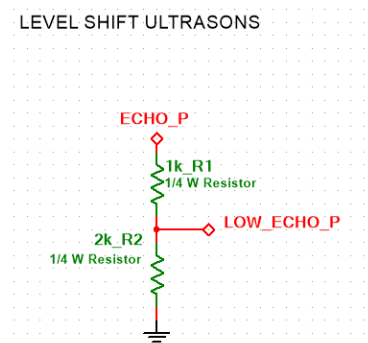 LEVEL SHIFT ULTRASONS
ECHO_P
1k_R1
1/4 W Resistor
LOW_ECHO_P
2k_R2
1/4 W Resistor